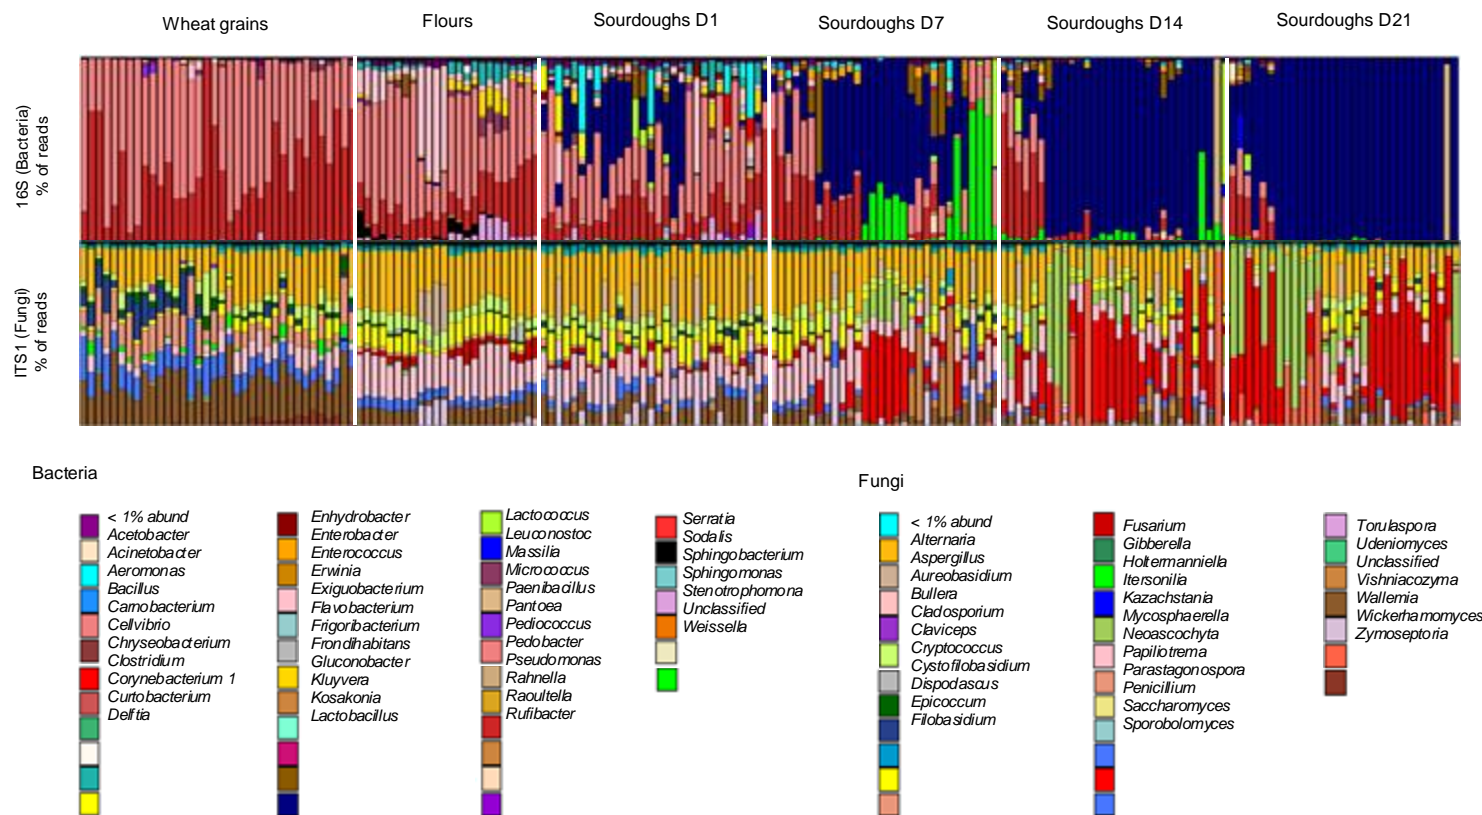 Wheat grains
Flours
Sourdoughs D1
Sourdoughs D7
Sourdoughs D14
Sourdoughs D21
16S (Bacteria)
% of reads
ITS1 (Fungi)
% of reads
Bacteria
< 1% abund
Acetobacter
Acinetobacter
Aeromonas
Bacillus
Carnobacterium
Cellvibrio
Chryseobacterium
Clostridium
Corynebacterium 1
Curtobacterium
Delftia
Enhydrobacter
Enterobacter
Enterococcus
Erwinia
Exiguobacterium
Flavobacterium
Frigoribacterium
Frondihabitans
Gluconobacter
Kluyvera
Kosakonia
Lactobacillus
Lactococcus
Leuconostoc
Massilia
Micrococcus
Paenibacillus
Pantoea
Pediococcus
Pedobacter
Pseudomonas
Rahnella
Raoultella
Rufibacter
Serratia
Sodalis
Sphingobacterium
Sphingomonas
Stenotrophomona
Unclassified
Weissella
Fungi
< 1% abund
Alternaria
Aspergillus
Aureobasidium
Bullera
Cladosporium
Claviceps
Cryptococcus
Cystofilobasidium
Dispodascus
Epicoccum
Filobasidium
Fusarium
Gibberella
Holtermanniella
Itersonilia
Kazachstania
Mycosphaerella
Neoascochyta
Papiliotrema
Parastagonospora
Penicillium
Saccharomyces
Sporobolomyces
Torulaspora
Udeniomyces
Unclassified
Vishniacozyma
Wallemia
Wickerhamomyces
Zymoseptoria